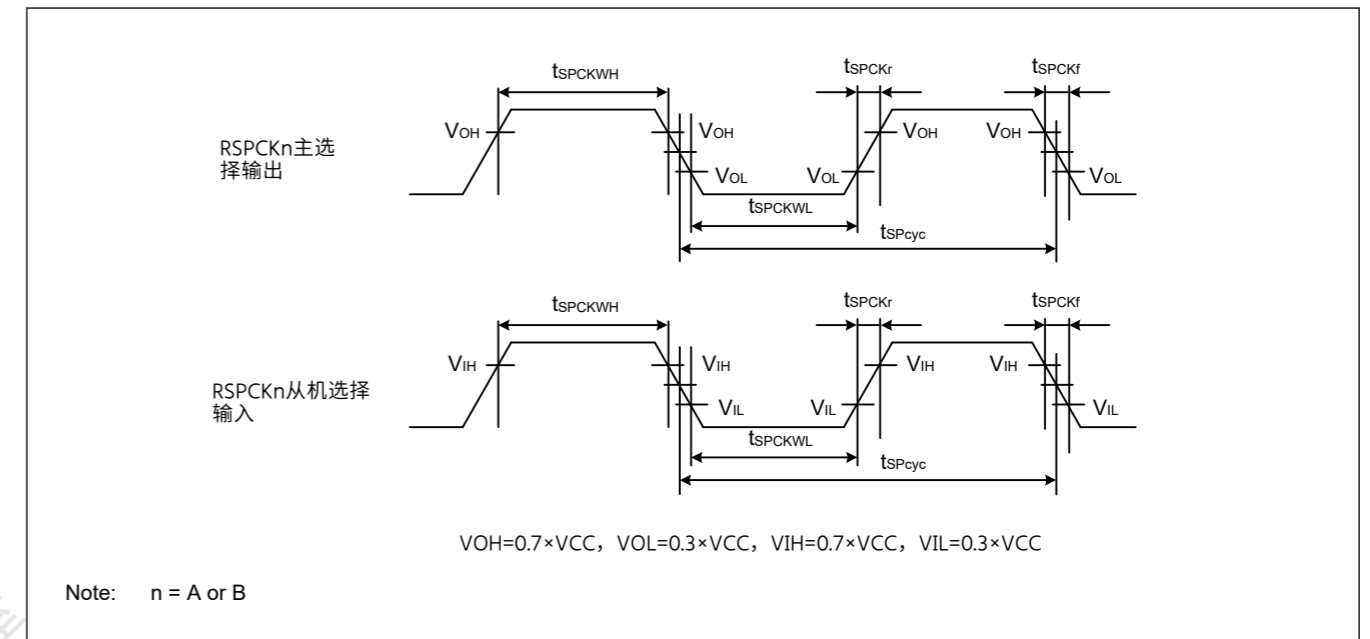 tSPCKWH
tSPCKr
tSPCKf
VOH
VOH
VOH
VOH
RSPCKn主选
择输出
VOL
VOL
VOL
tSPCKWL
tSPcyc
tSPCKWH
tSPCKr
tSPCKf
VIH
VIH
VIH
VIH
RSPCKn从机选择
输入
VIL
VIL
VIL
tSPCKWL
tSPcyc
VOH=0.7×VCC，VOL=0.3×VCC，VIH=0.7×VCC，VIL=0.3×VCC
Note: n = A or B